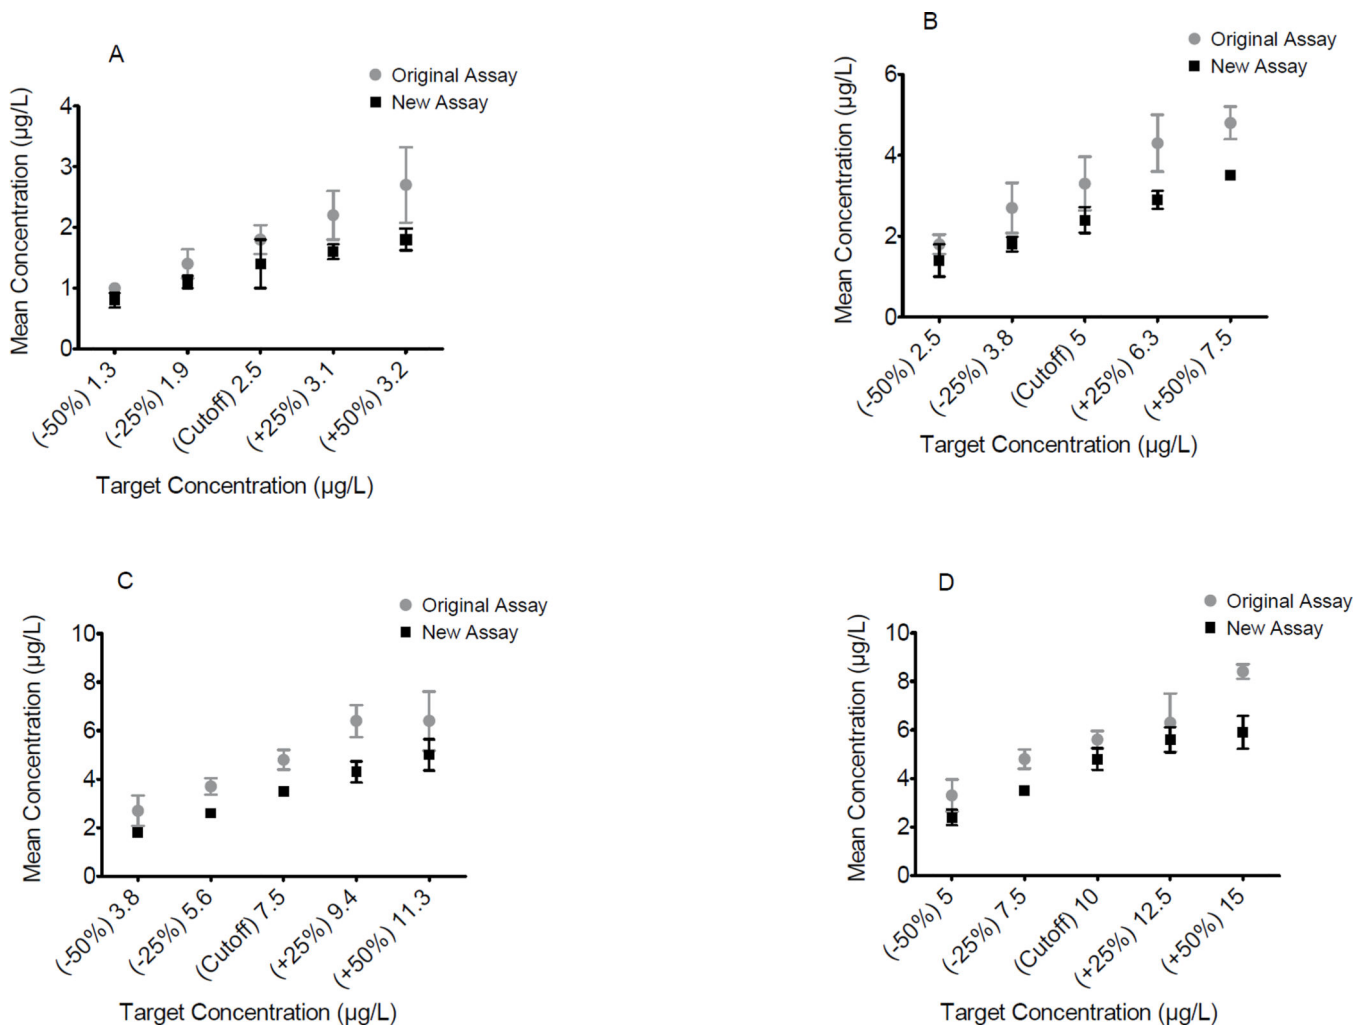 A
Original Assay
New Assay
Mean Concentration (µg/L)
4
3
2
1
0
(-50%) 1.3
(-25%) 1.9
(Cutoff) 2.5
(+25%) 3.1
(+50%) 3.2
Target Concentration (µg/L)
B
Original Assay
New Assay
Mean Concentration (µg/L)
6
4
2
0
(-50%) 2.5
(-25%) 3.8
(Cutoff) 5
(+25%) 6.3
(+50%) 7.5
Target Concentration (µg/L)
C
Original Assay
New Assay
Mean Concentration (µg/L)
10
8
6
4
2
0
(-50%) 3.8
(-25%) 5.6
(Cutoff) 7.5
(+25%) 9.4
(+50%) 11.3
Target Concentration (µg/L)
D
Original Assay
New Assay
Mean Concentration (µg/L)
10
8
6
4
2
0
(-50%) 5
(-25%) 7.5
(Cutoff) 10
(+25%) 12.5
(+50%) 15
Target Concentration (µg/L)